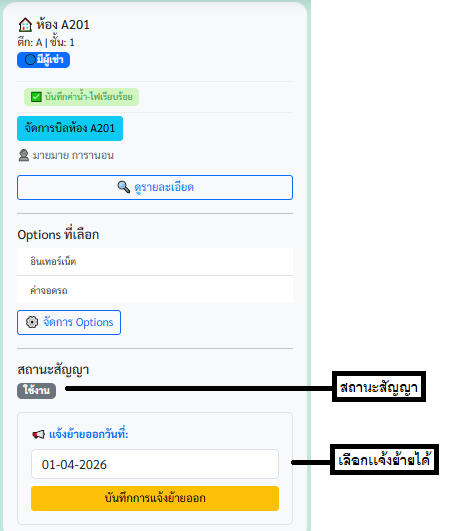 ห้อง A201
ตึก: A | ชั้น: 1
มีผู้เช่า
บันทึกค่าน้ำ-ไฟเรียบร้อย
จัดการบิลห้อง A201
มายมาย การานอน
ดูรายละเอียด
Options ที่เลือก
อินเทอร์เน็ต
ค่าจอดรถ
จัดการ Options
สถานะสัญญา
ใช้งาน
สถานะสัญญา
แจ้งย้ายออกวันที่:
01-04-2026
เลือกแจ้งย้ายได้
บันทึกการแจ้งย้ายออก